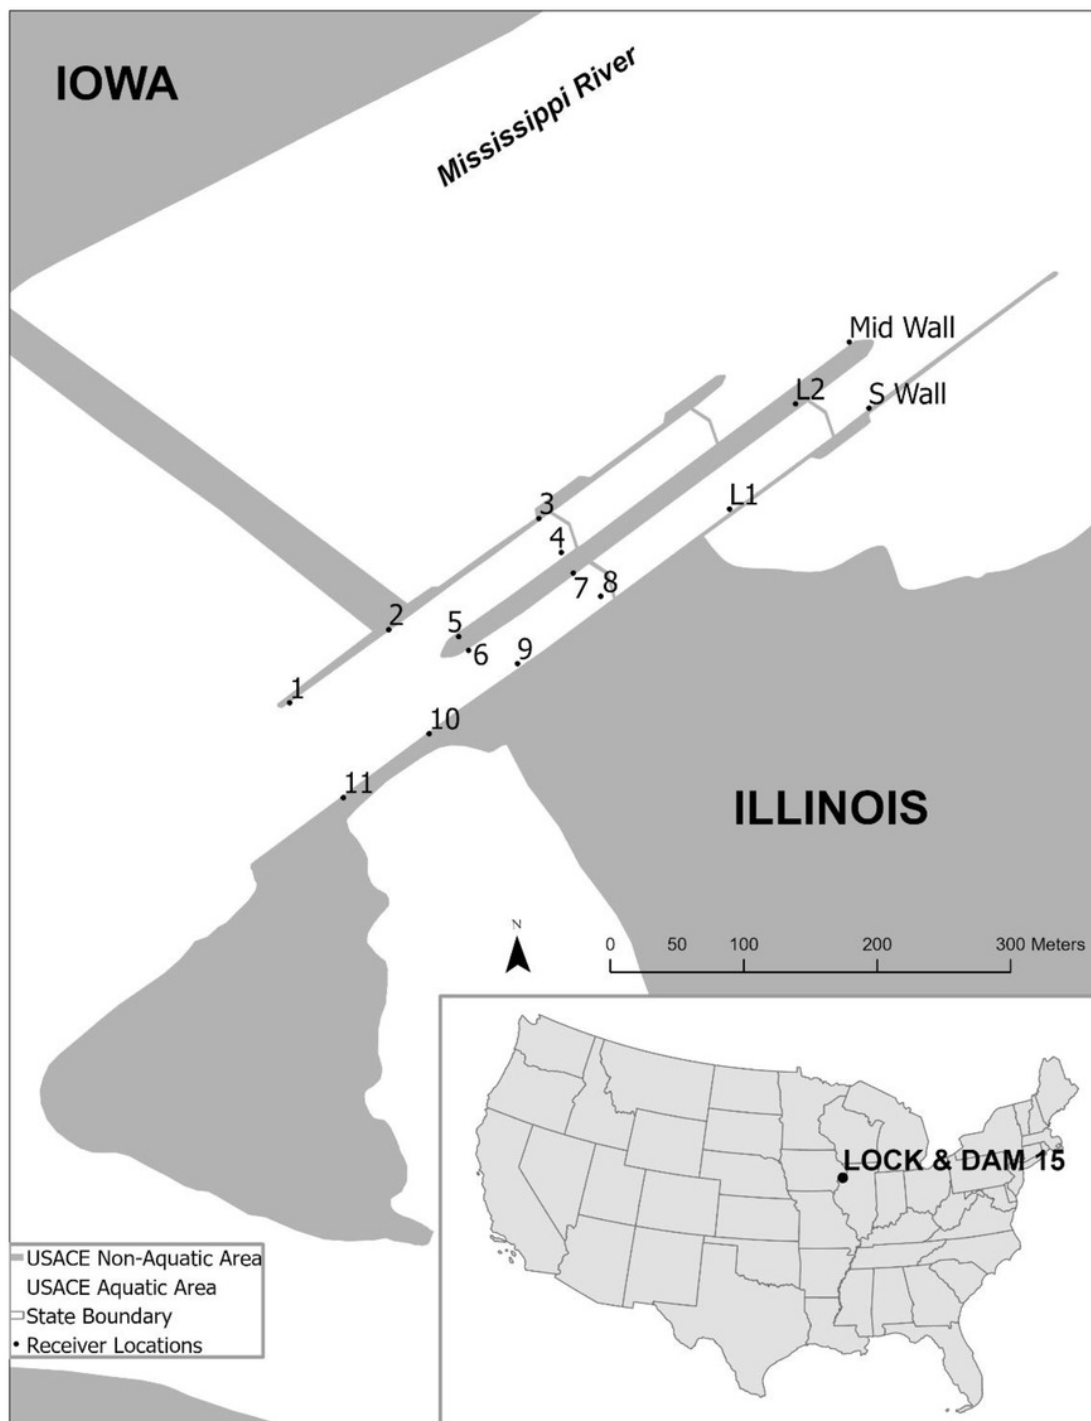 IOWA
Mississippi River
Mid Wall
L2
S Wall
L1
3
4
7
8
2
5
6
9
1
10
11
ILLINOIS
N
0 50 100 200 300 Meters
LOCK & DAM 15
USACE Non-Aquatic Area
USACE Aquatic Area
State Boundary
Receiver Locations